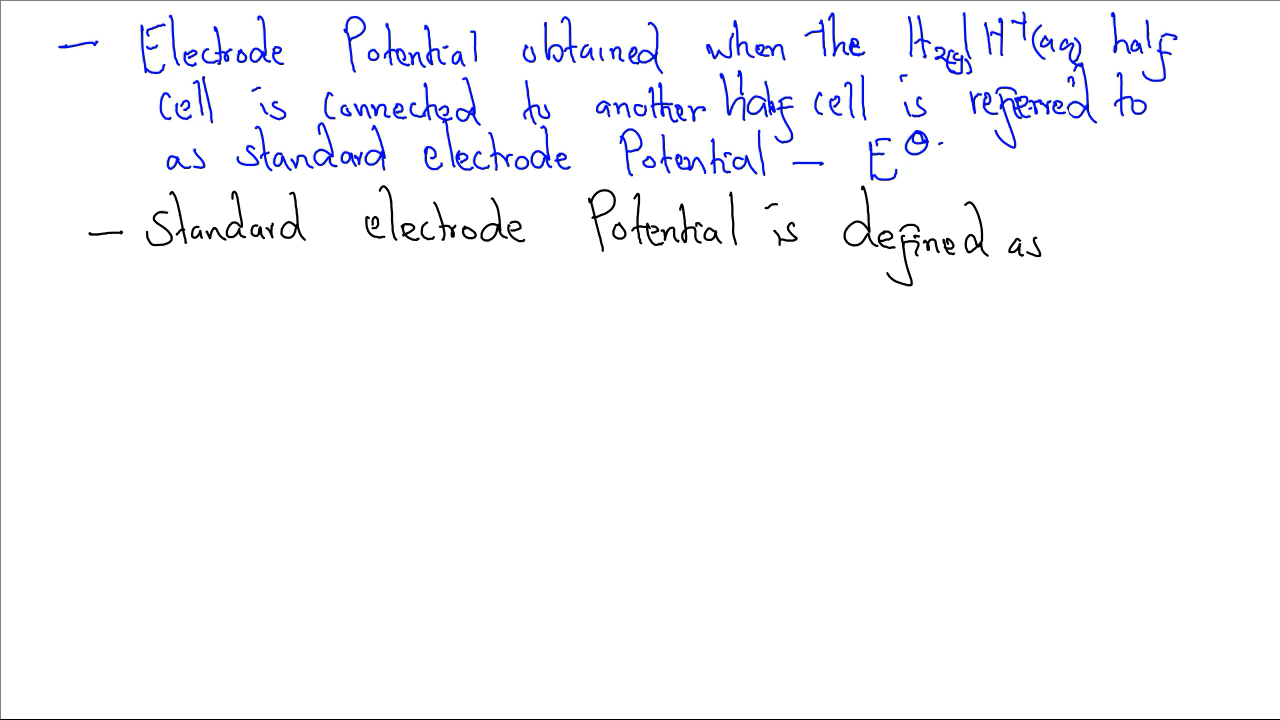 – Electrode Potential obtained when the H₂(g)|H⁺(aq) half
cell is connected to another half cell is referred to
as standard electrode Potential – E^θ.
– Standard electrode Potential is defined as